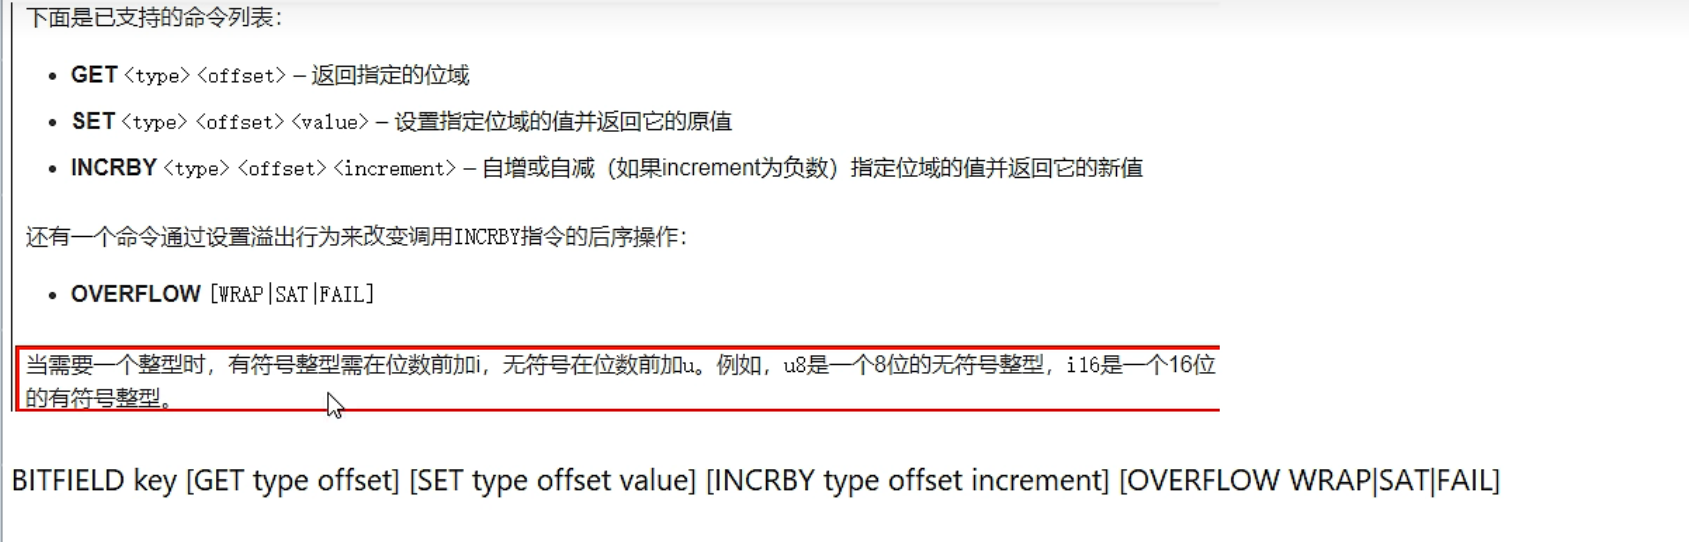 下面是已支持的命令列表：
• GET <type> <offset> – 返回指定的位域
• SET <type> <offset> <value> – 设置指定位域的值并返回它的原值
• INCRBY <type> <offset> <increment> – 自增或自减（如果increment为负数）指定位域的值并返回它的新值
还有一个命令通过设置溢出行为来改变调用INCRBY指令的后序操作：
• OVERFLOW [WRAP|SAT|FAIL]
当需要一个整型时，有符号整型需在位数前加i，无符号在位数前加u。例如，u8是一个8位的无符号整型，i16是一个16位
的有符号整型。
BITFIELD key [GET type offset] [SET type offset value] [INCRBY type offset increment] [OVERFLOW WRAP|SAT|FAIL]